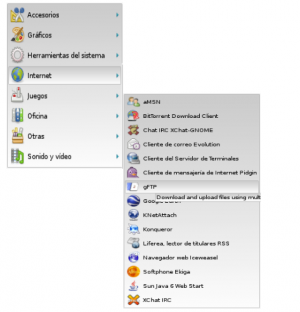 Accesorios
Gráficos
Herramientas del sistema
Internet
Juegos
Oficina
Otras
Sonido y vídeo
aMSN
BitTorrent Download Client
Chat IRC XChat-GNOME
Cliente de correo Evolution
Cliente del Servidor de Terminales
Cliente de mensajería de Internet Pidgin
gFTP
Download and upload files using mult
KNetAttach
Konqueror
Liferea, lector de titulares RSS
Navegador web Iceweasel
Softphone Ekiga
Sun Java 6 Web Start
XChat IRC